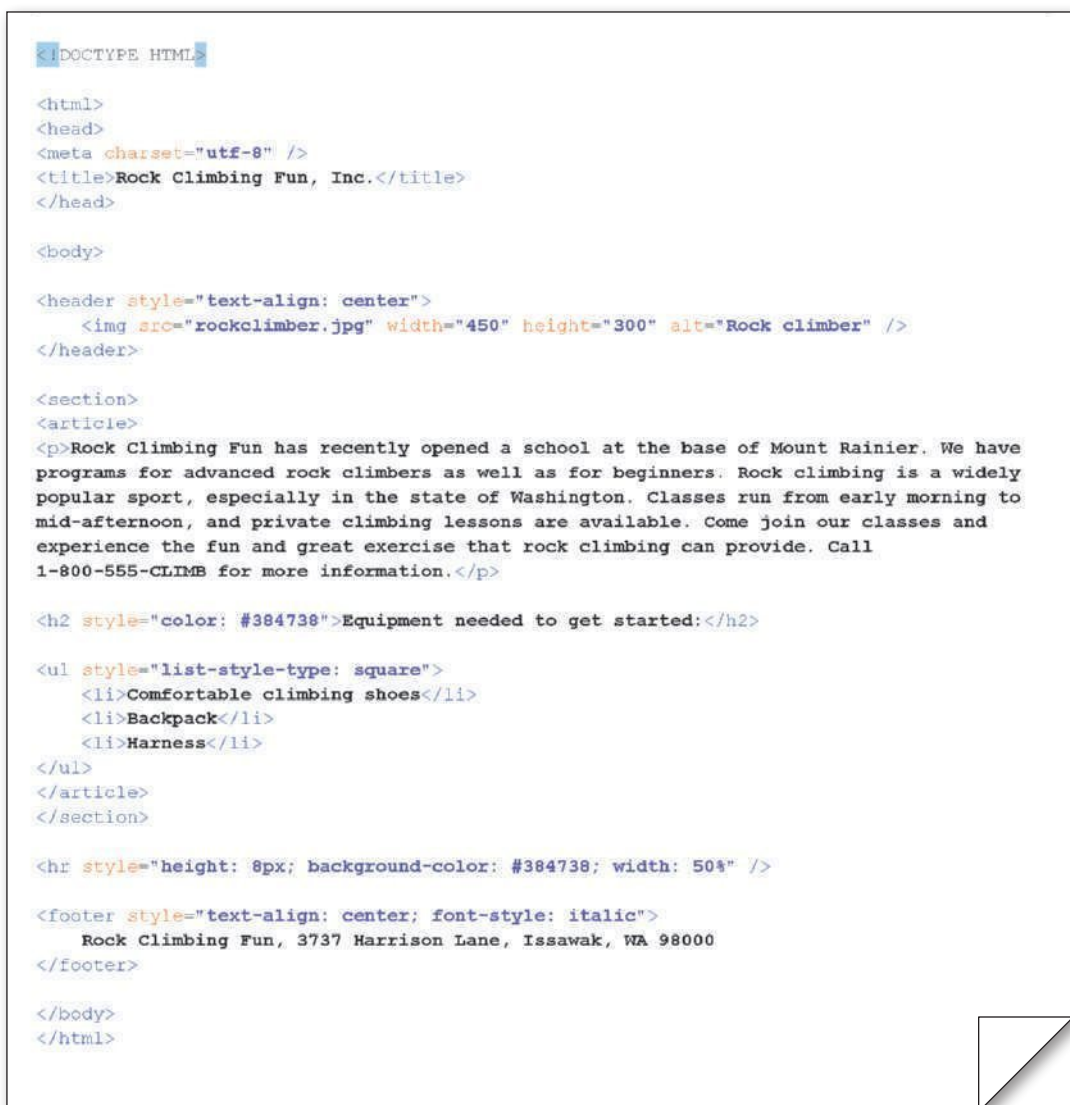 <!DOCTYPE HTML>
<html>
<head>
<meta charset="utf-8" />
<title>Rock Climbing Fun, Inc.</title>
</head>
<body>
<header style="text-align: center">
<img src="rockclimber.jpg" width="450" height="300" alt="Rock climber" />
</header>
<section>
<article>
<p>Rock Climbing Fun has recently opened a school at the base of Mount Rainier. We have
programs for advanced rock climbers as well as for beginners. Rock climbing is a widely
popular sport, especially in the state of Washington. Classes run from early morning to
mid-afternoon, and private climbing lessons are available. Come join our classes and
experience the fun and great exercise that rock climbing can provide. Call
1-800-555-CLIMB for more information.</p>
<h2 style="color: #384738">Equipment needed to get started:</h2>
<ul style="list-style-type: square">
<li>Comfortable climbing shoes</li>
<li>Backpack</li>
<li>Harness</li>
</ul>
</article>
</section>
<hr style="height: 8px; background-color: #384738; width: 50%" />
<footer style="text-align: center; font-style: italic">
Rock Climbing Fun, 3737 Harrison Lane, Issawak, WA 98000
</footer>
</body>
</html>